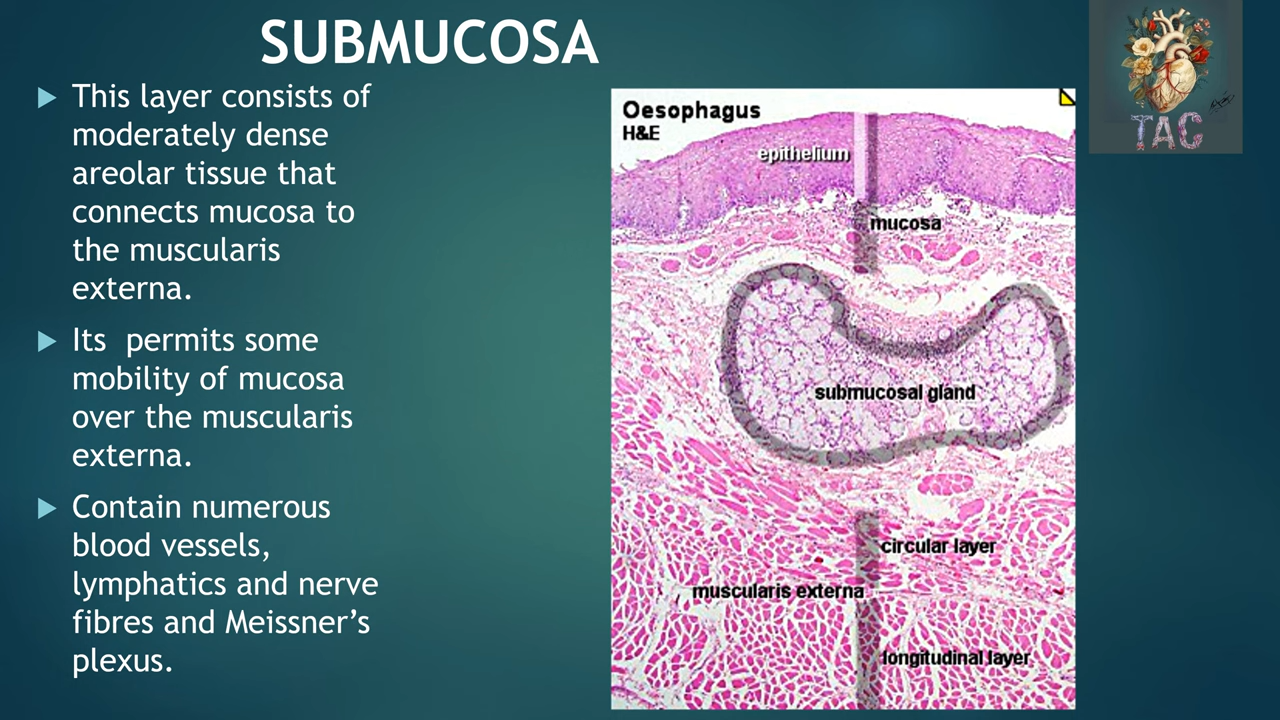 SUBMUCOSA
This layer consists of
moderately dense
areolar tissue that
connects mucosa to
the muscularis
externa.
Its  permits some
mobility of mucosa
over the muscularis
externa.
Contain numerous
blood vessels,
lymphatics and nerve
fibres and Meissner’s
plexus.
Oesophagus
H&E
epithelium
mucosa
submucosal gland
circular layer
muscularis externa
longitudinal layer
TAC